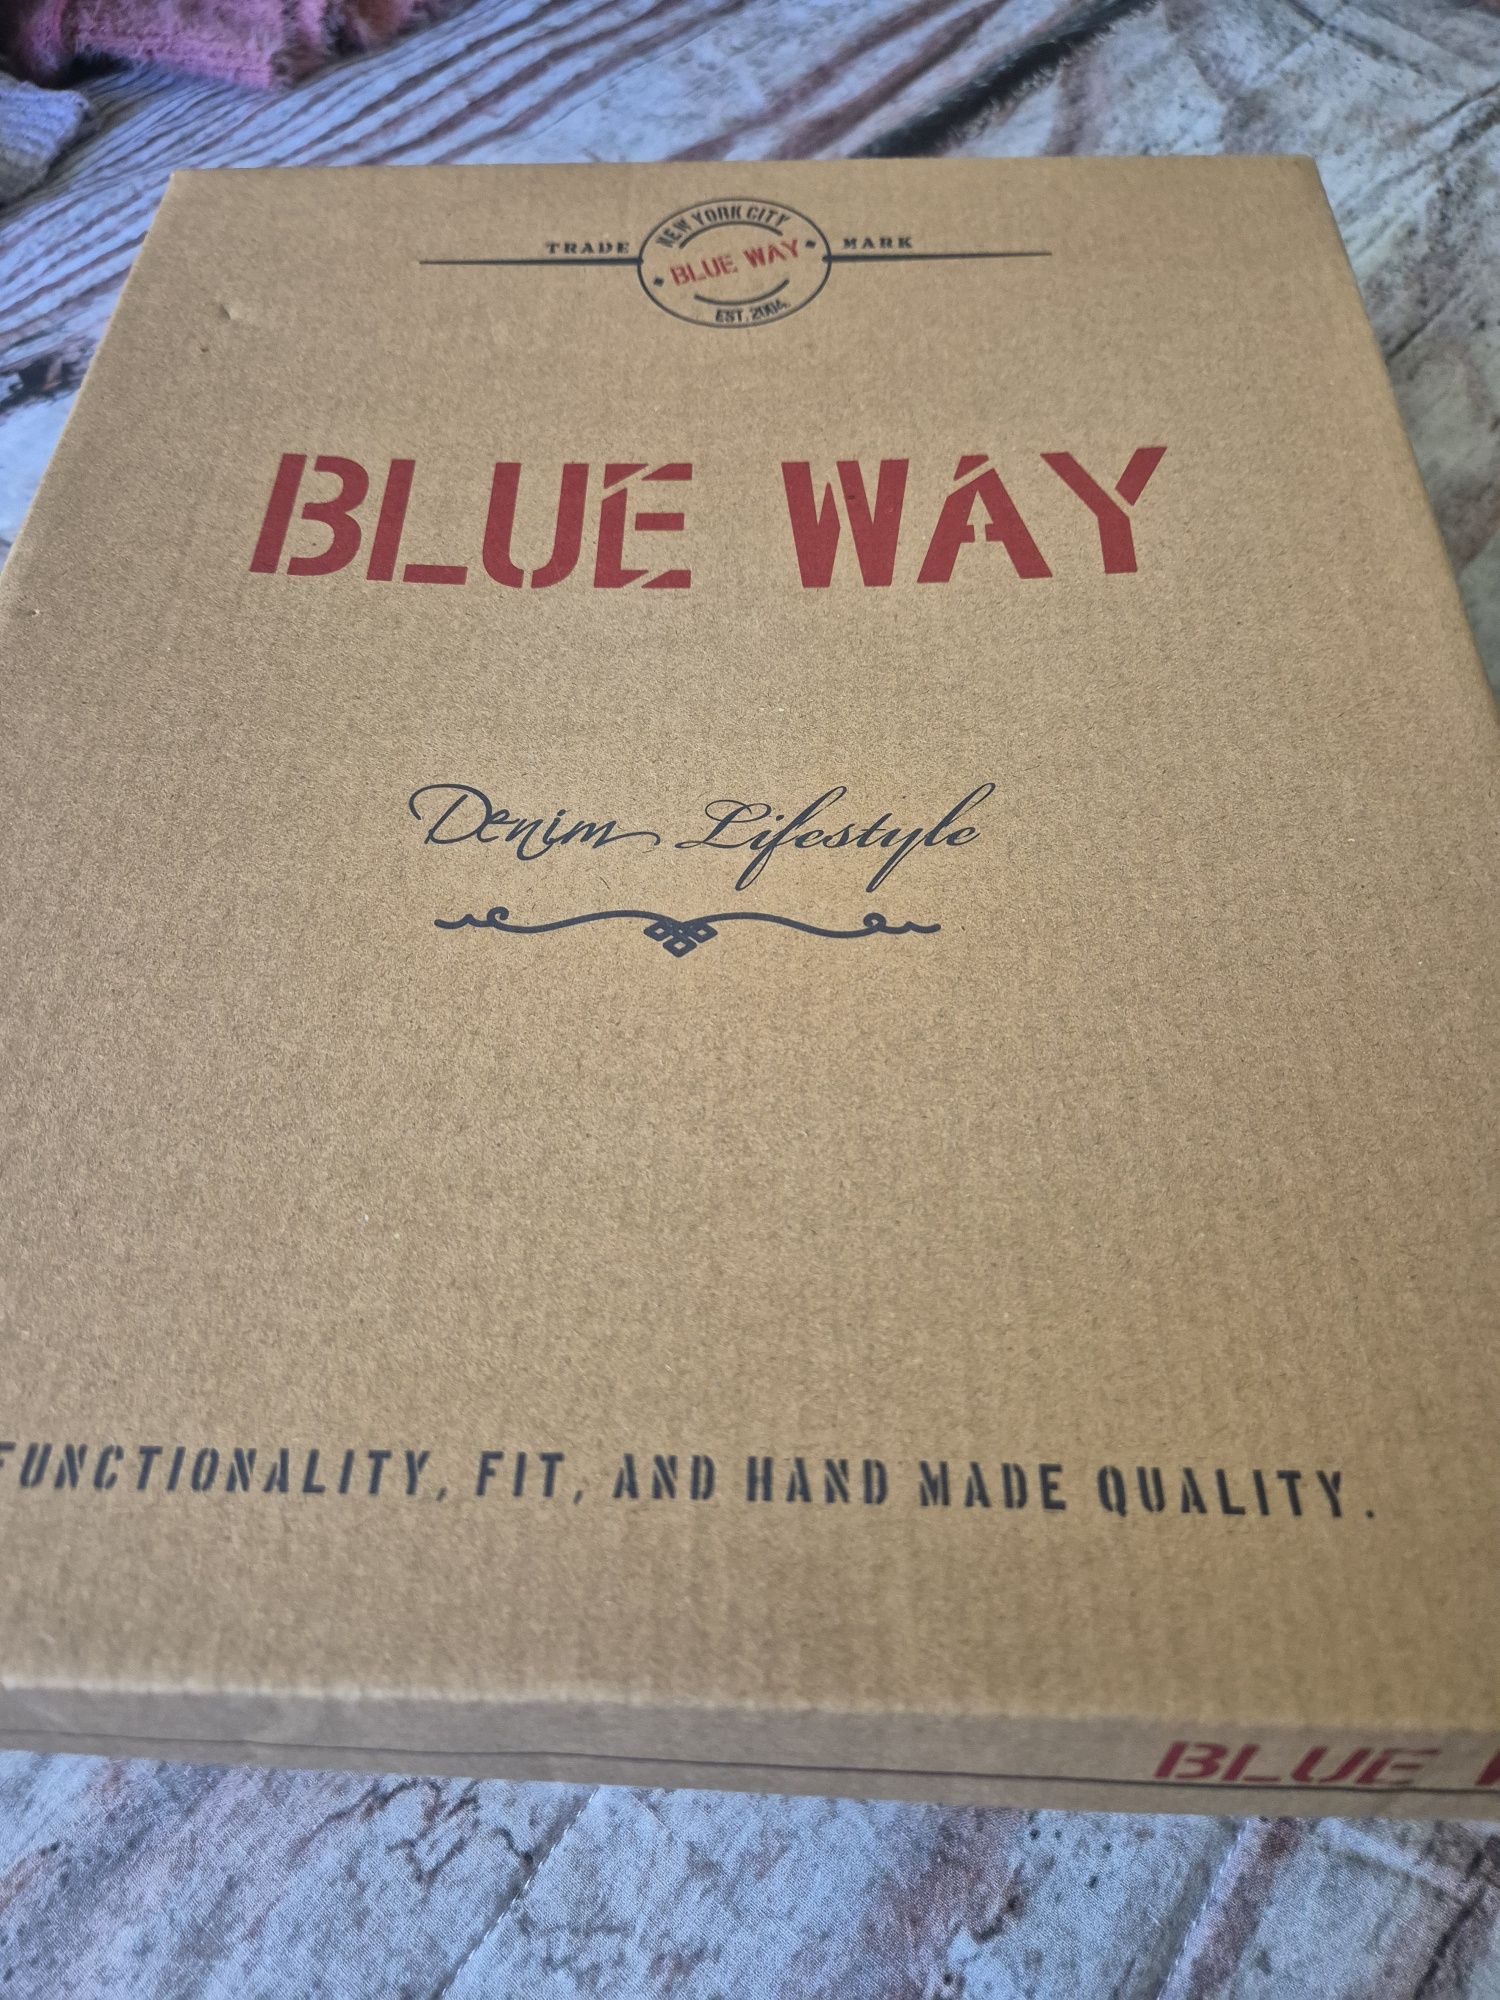 NEW YORK CITY
TRADE BLUE WAY MARK
EST. 2004
BLUE WAY
Denim Lifestyle
FUNCTIONALITY, FIT, AND HAND MADE QUALITY.
BLUE